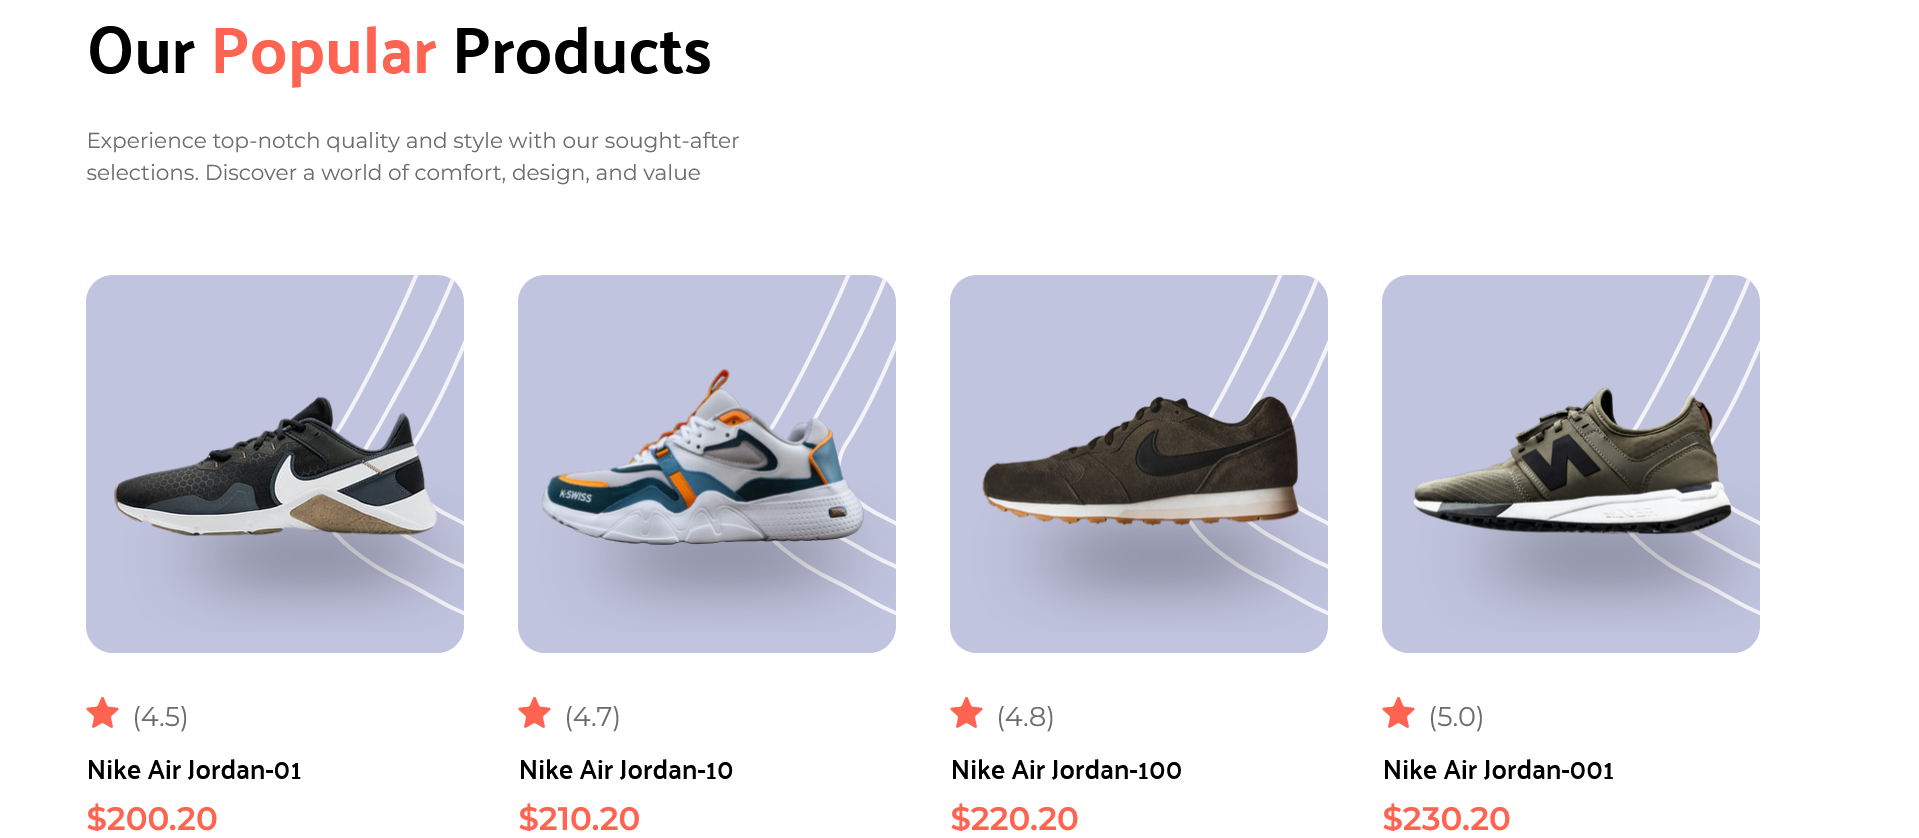 Our Popular Products
Experience top-notch quality and style with our sought-after
selections. Discover a world of comfort, design, and value
K·SWISS
N
(4.5)
(4.7)
(4.8)
(5.0)
Nike Air Jordan-01
Nike Air Jordan-10
Nike Air Jordan-100
Nike Air Jordan-001
$200.20
$210.20
$220.20
$230.20